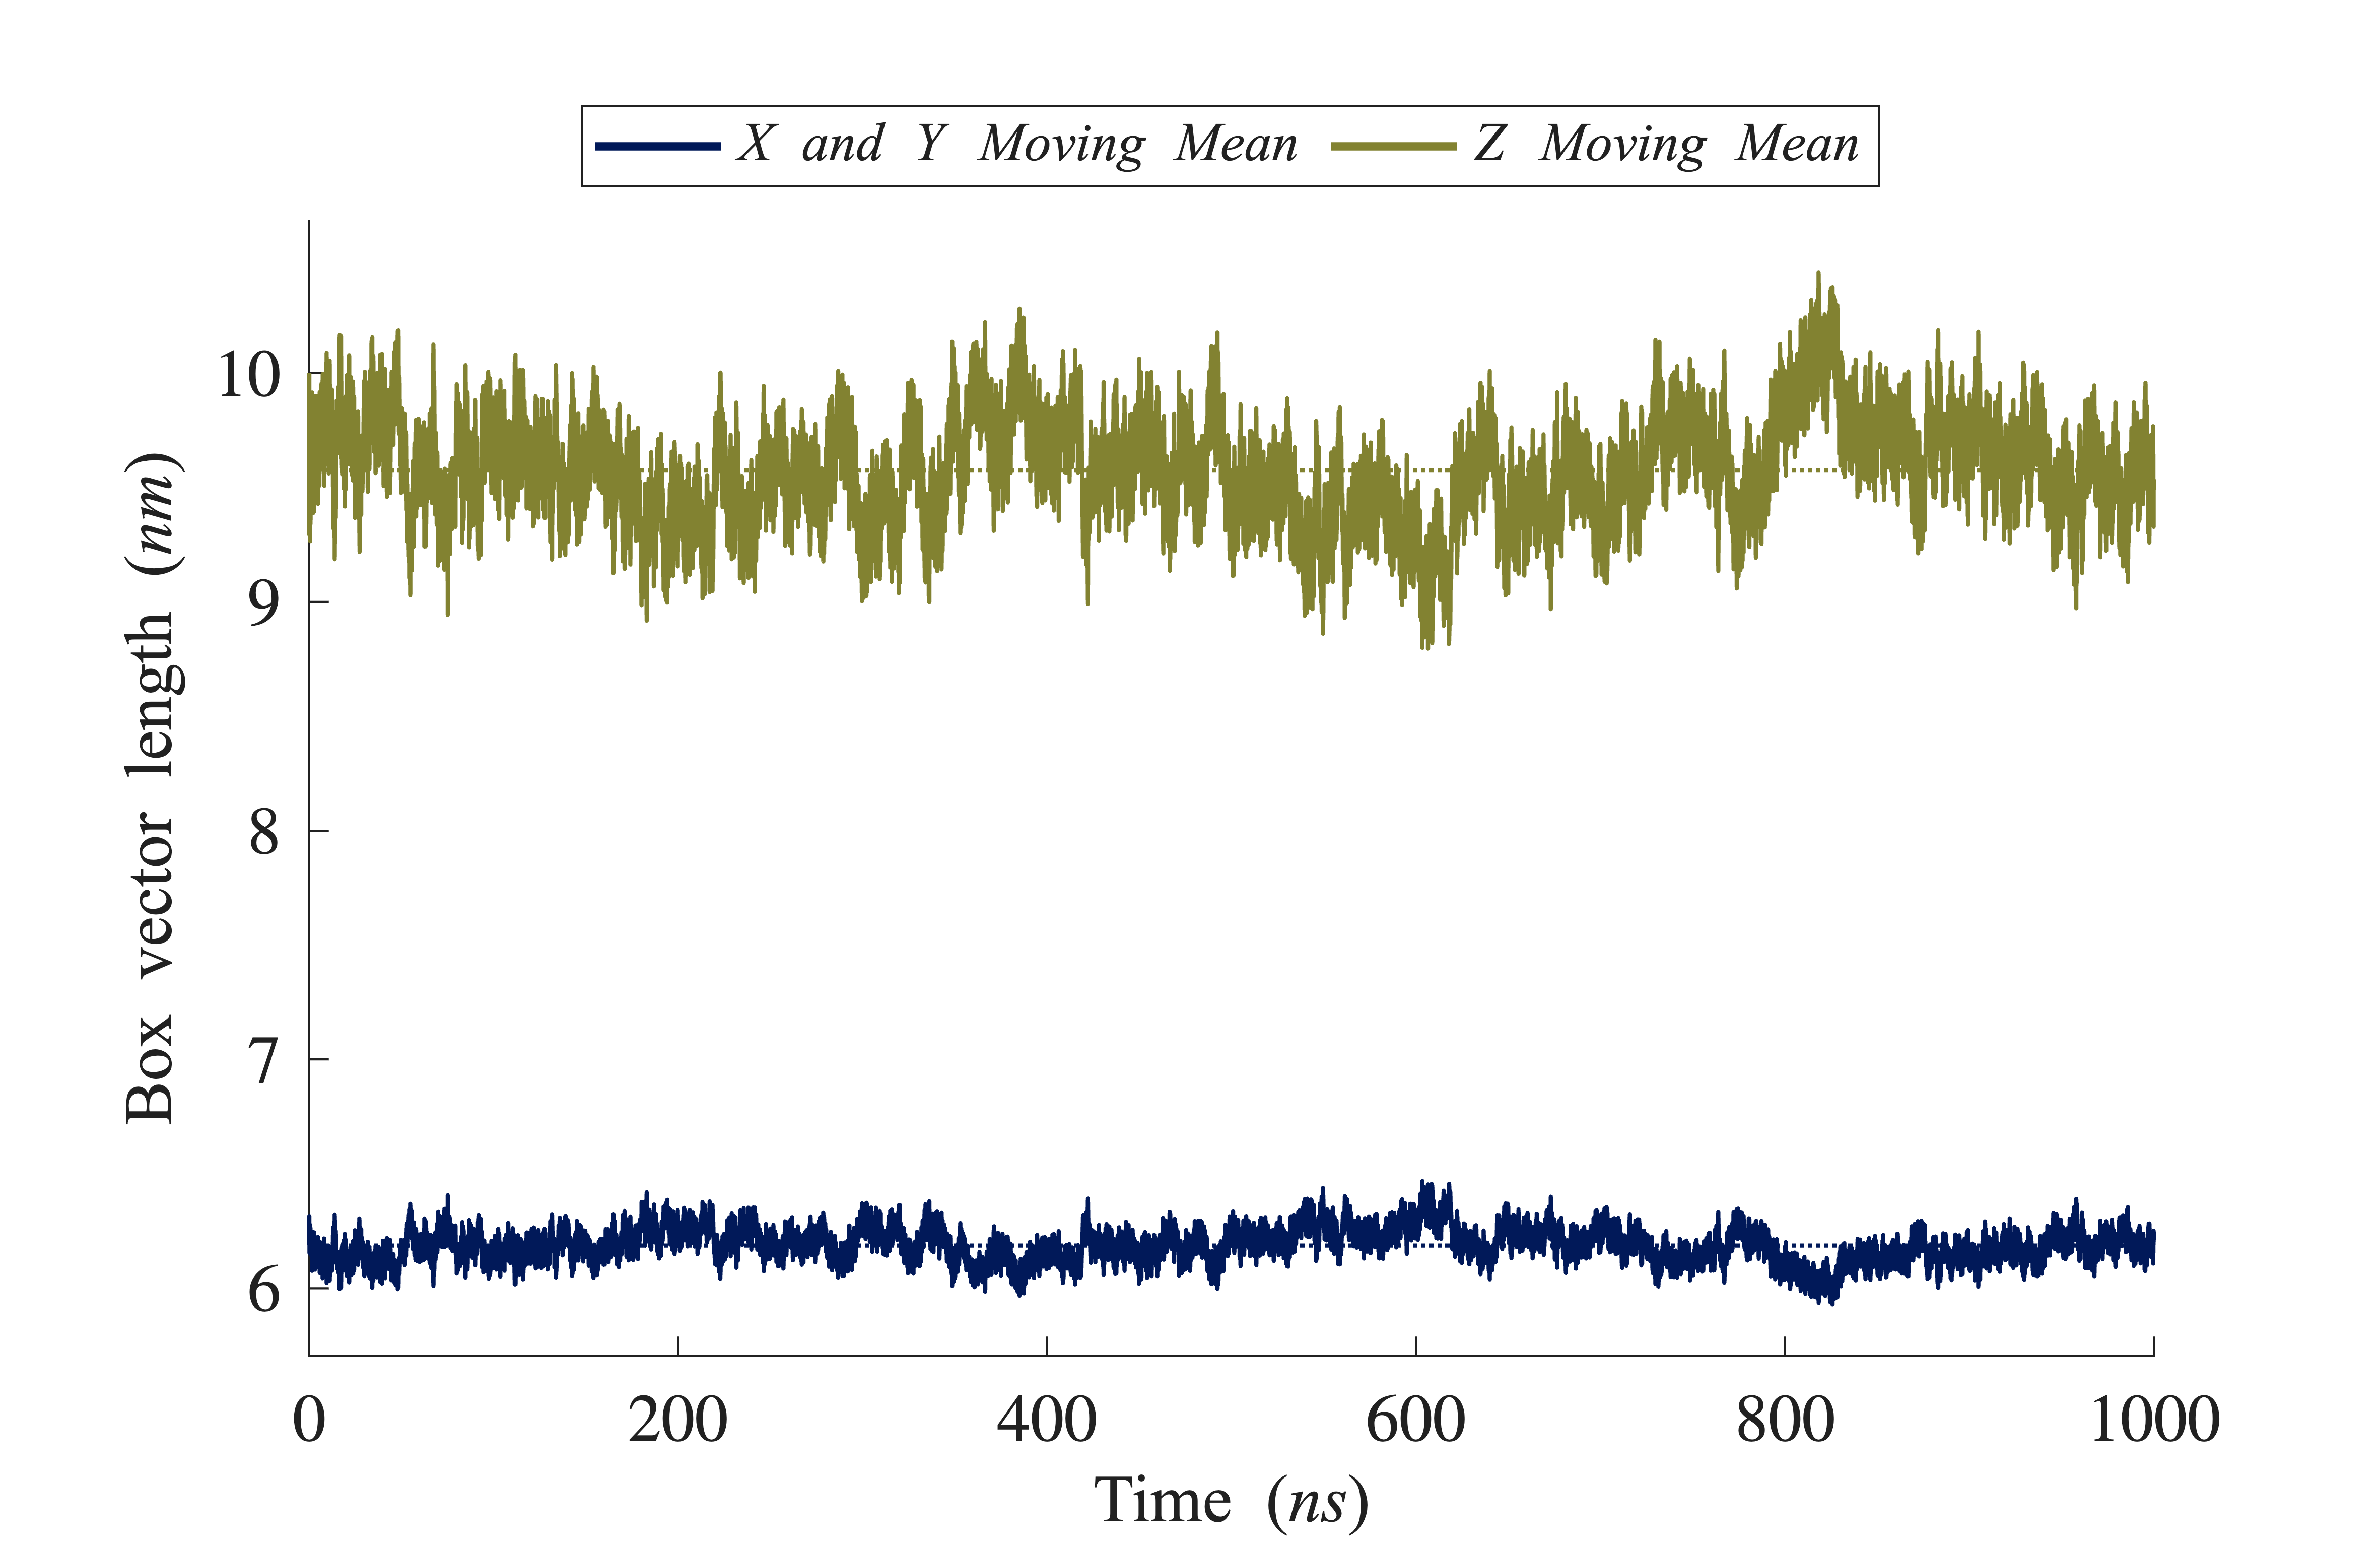 X and Y Moving Mean Z Moving Mean
Box vector length (nm)
10
9
8
7
6
0 200 400 600 800 1000
Time (ns)